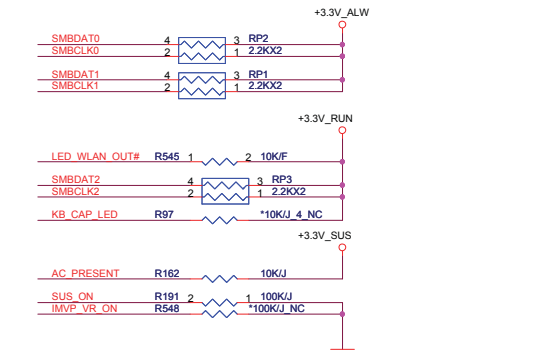 +3.3V_ALW
SMBDAT0 4 3 RP2
SMBCLK0 2 1 2.2KX2
SMBDAT1 4 3 RP1
SMBCLK1 2 1 2.2KX2
+3.3V_RUN
LED_WLAN_OUT# R545 1 2 10K/F
SMBDAT2 4 3 RP3
SMBCLK2 2 1 2.2KX2
KB_CAP_LED R97 *10K/J_4_NC
+3.3V_SUS
AC_PRESENT R162 10K/J
SUS_ON R191 2 1 100K/J
IMVP_VR_ON R548 *100K/J_NC